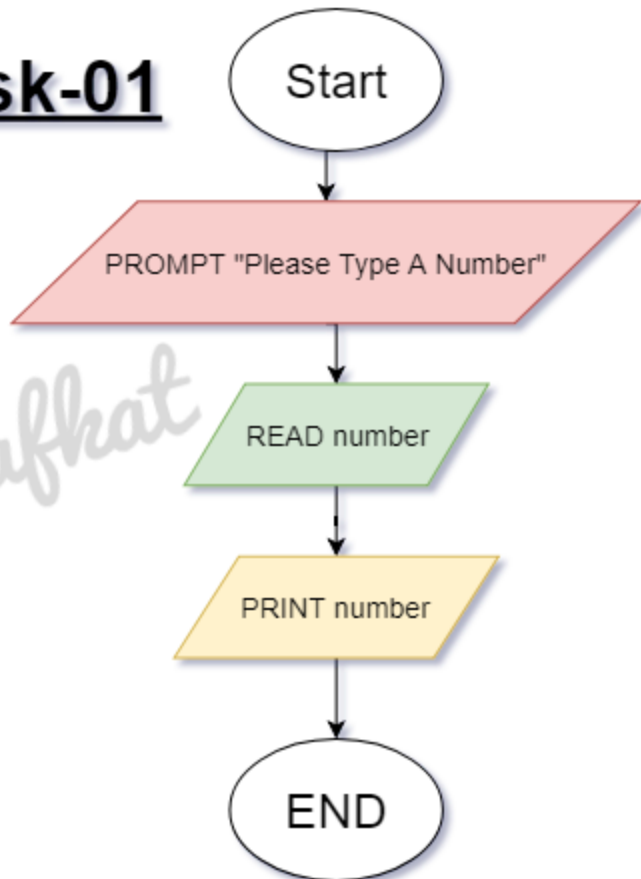 sk-01
Start
PROMPT "Please Type A Number"
READ number
PRINT number
END